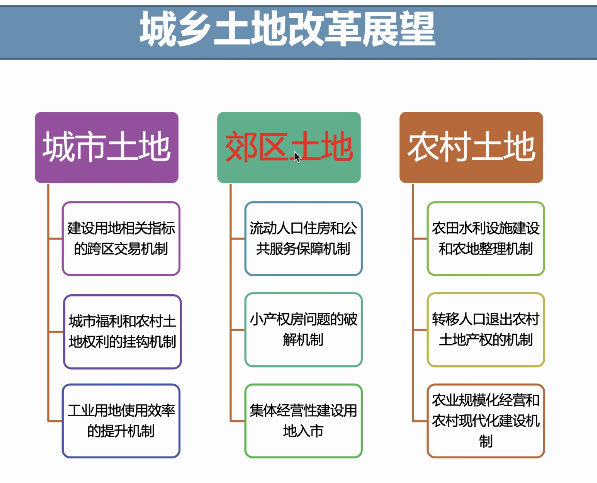 城乡土地改革展望
城市土地
郊区土地
农村土地
建设用地相关指标
的跨区交易机制
流动人口住房和公
共服务保障机制
农田水利设施建设
和农地整理机制
城市福利和农村土
地权利的挂钩机制
小产权房问题的破
解机制
转移人口退出农村
土地产权的机制
工业用地使用效率
的提升机制
集体经营性建设用
地入市
农业规模化经营和
农村现代化建设机
制